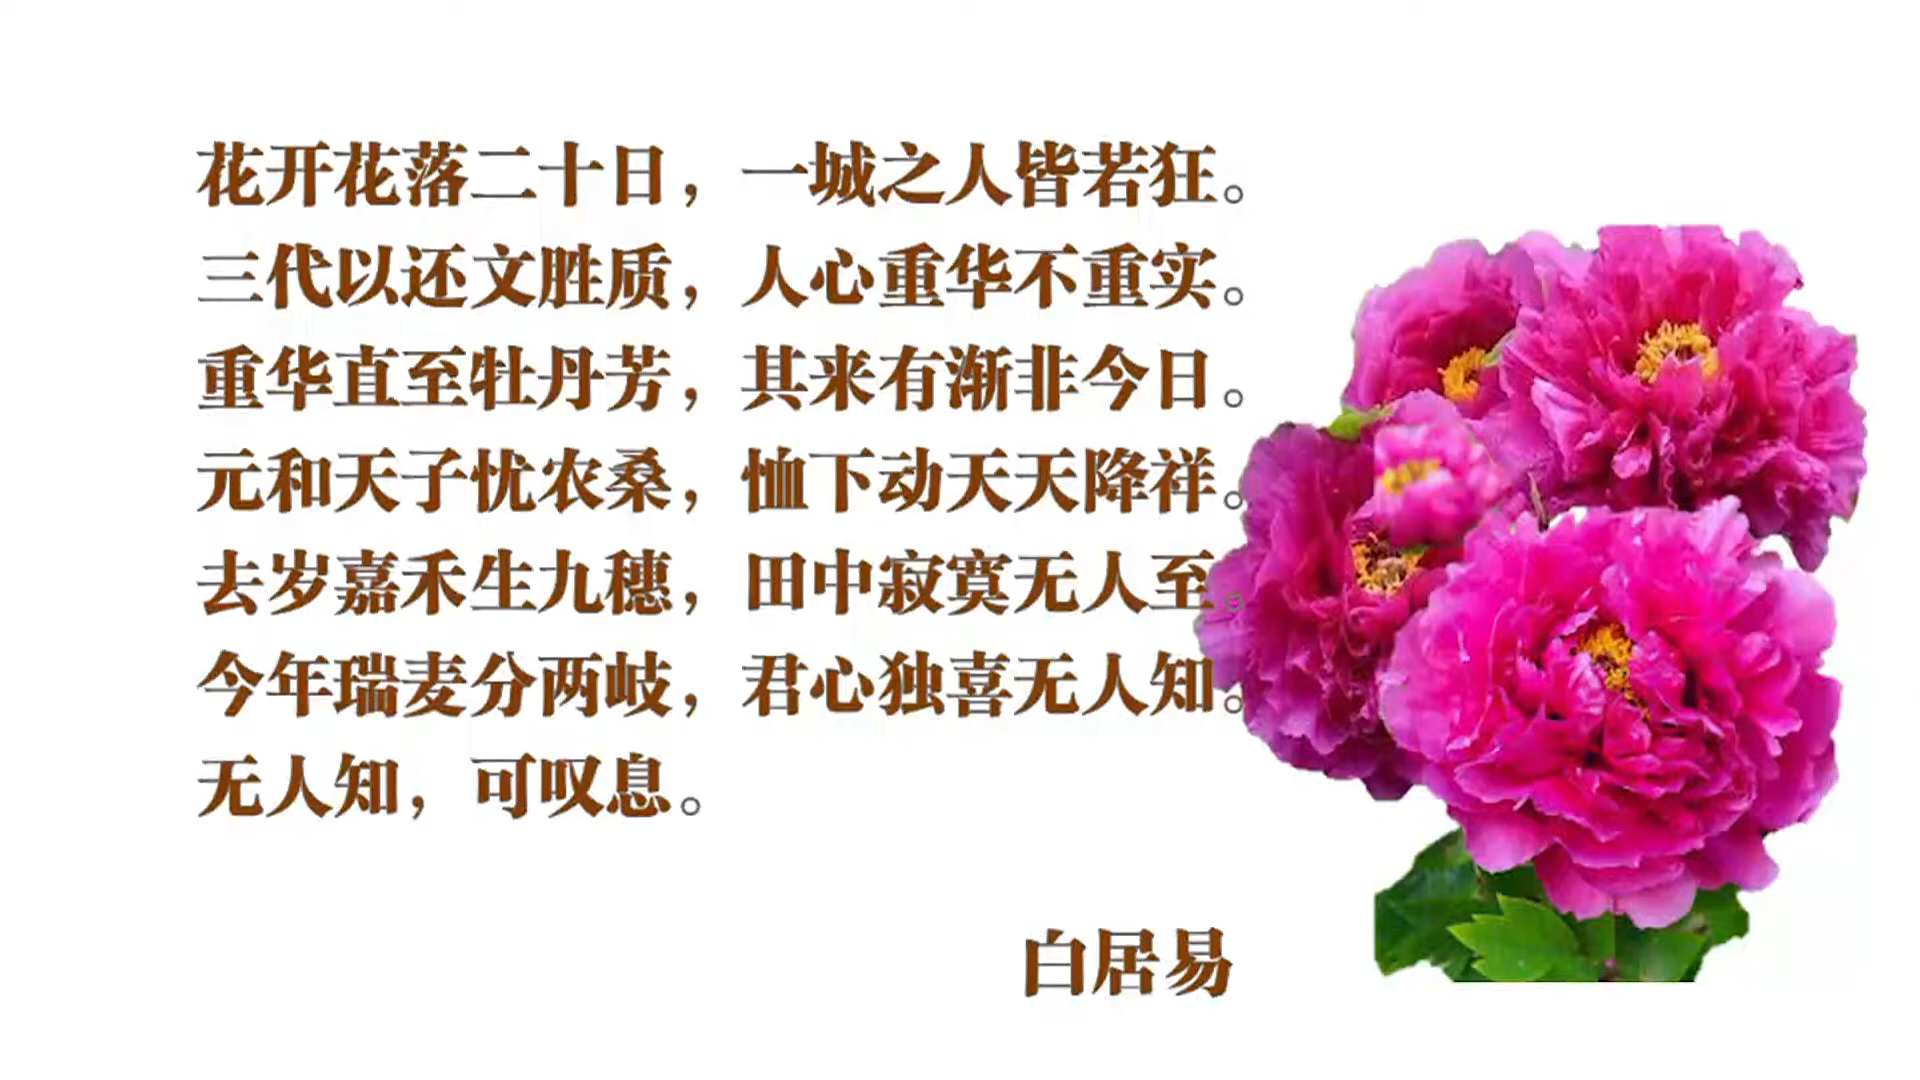 花开花落二十日，一城之人皆若狂。
三代以还文胜质，人心重华不重实。
重华直至牡丹芳，其来有渐非今日。
元和天子忧农桑，恤下动天天降祥。
去岁嘉禾生九穗，田中寂寞无人至。
今年瑞麦分两岐，君心独喜无人知。
无人知，可叹息。
白居易